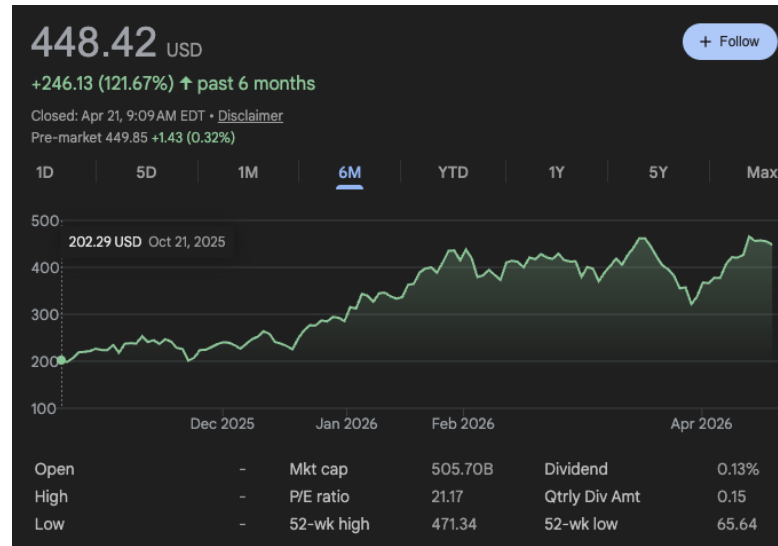 448.42 USD
+ Follow
+246.13 (121.67%) ↑ past 6 months
Closed: Apr 21, 9:09 AM EDT • Disclaimer
Pre-market 449.85 +1.43 (0.32%)
1D 5D 1M 6M YTD 1Y 5Y Max
500
202.29 USD Oct 21, 2025
400
300
200
100
Dec 2025 Jan 2026 Feb 2026 Apr 2026
Open - Mkt cap 505.70B Dividend 0.13%
High - P/E ratio 21.17 Qtrly Div Amt 0.15
Low - 52-wk high 471.34 52-wk low 65.64